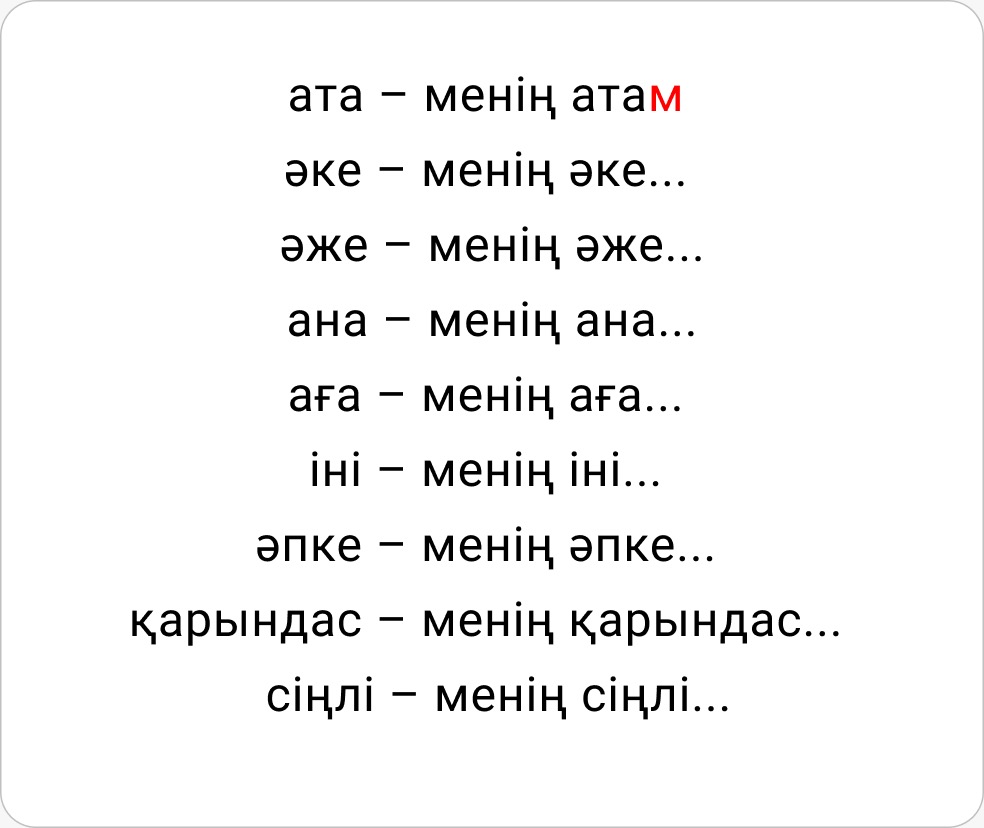 ата – менің атам
әке – менің әке...
әже – менің әже...
ана – менің ана...
аға – менің аға...
іні – менің іні...
әпке – менің әпке...
қарындас – менің қарындас...
сіңлі – менің сіңлі...